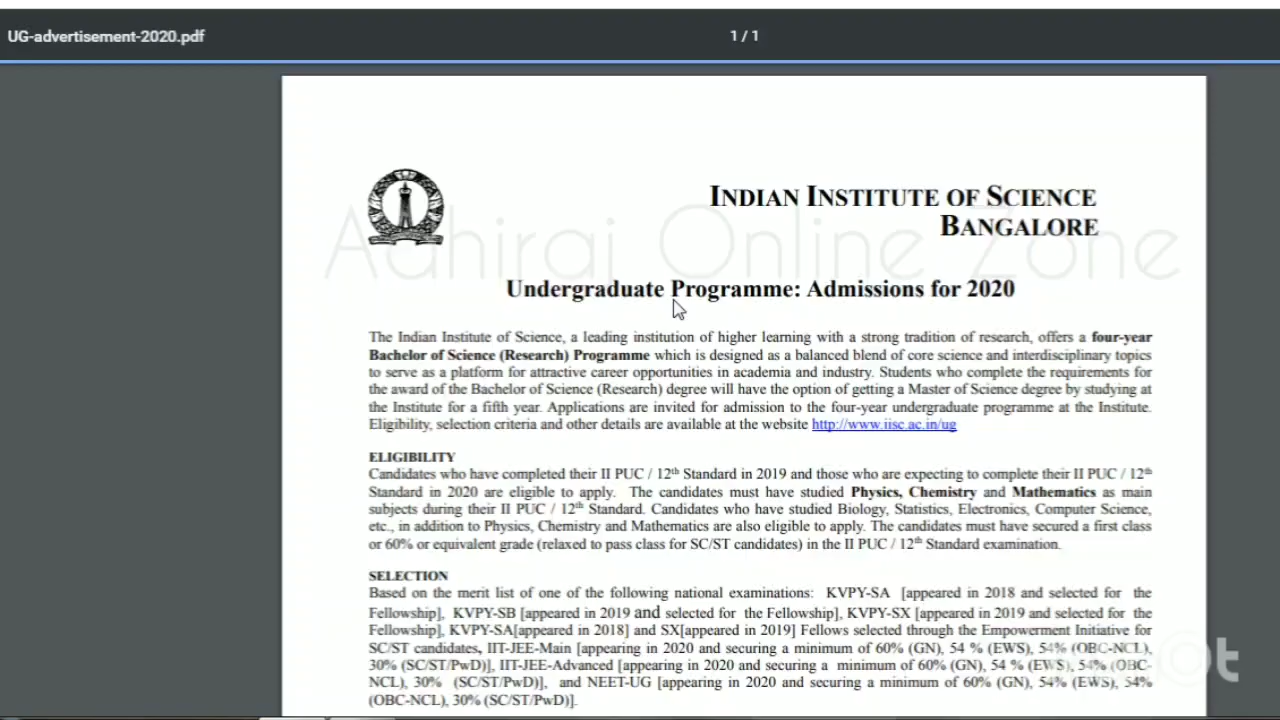 UG-advertisement-2020.pdf
1 / 1
INDIAN INSTITUTE OF SCIENCE
BANGALORE
Adhiraj Online Zone
Undergraduate Programme: Admissions for 2020
The Indian Institute of Science, a leading institution of higher learning with a strong tradition of research, offers a four-year
Bachelor of Science (Research) Programme which is designed as a balanced blend of core science and interdisciplinary topics
to serve as a platform for attractive career opportunities in academia and industry. Students who complete the requirements for
the award of the Bachelor of Science (Research) degree will have the option of getting a Master of Science degree by studying at
the Institute for a fifth year. Applications are invited for admission to the four-year undergraduate programme at the Institute.
Eligibility, selection criteria and other details are available at the website http://www.iisc.ac.in/ug
ELIGIBILITY
Candidates who have completed their II PUC / 12th Standard in 2019 and those who are expecting to complete their II PUC / 12th
Standard in 2020 are eligible to apply. The candidates must have studied Physics, Chemistry and Mathematics as main
subjects during their II PUC / 12th Standard. Candidates who have studied Biology, Statistics, Electronics, Computer Science,
etc., in addition to Physics, Chemistry and Mathematics are also eligible to apply. The candidates must have secured a first class
or 60% or equivalent grade (relaxed to pass class for SC/ST candidates) in the II PUC / 12th Standard examination.
SELECTION
Based on the merit list of one of the following national examinations: KVPY-SA [appeared in 2018 and selected for the
Fellowship], KVPY-SB [appeared in 2019 and selected for the Fellowship], KVPY-SX [appeared in 2019 and selected for the
Fellowship], KVPY-SA[appeared in 2018] and SX[appeared in 2019] Fellows selected through the Empowerment Initiative for
SC/ST candidates, IIT-JEE-Main [appearing in 2020 and securing a minimum of 60% (GN), 54 % (EWS), 54% (OBC-NCL),
30% (SC/ST/PwD)], IIT-JEE-Advanced [appearing in 2020 and securing a minimum of 60% (GN), 54 % (EWS), 54% (OBC-
NCL), 30% (SC/ST/PwD)], and NEET-UG [appearing in 2020 and securing a minimum of 60% (GN), 54% (EWS), 54%
(OBC-NCL), 30% (SC/ST/PwD)].